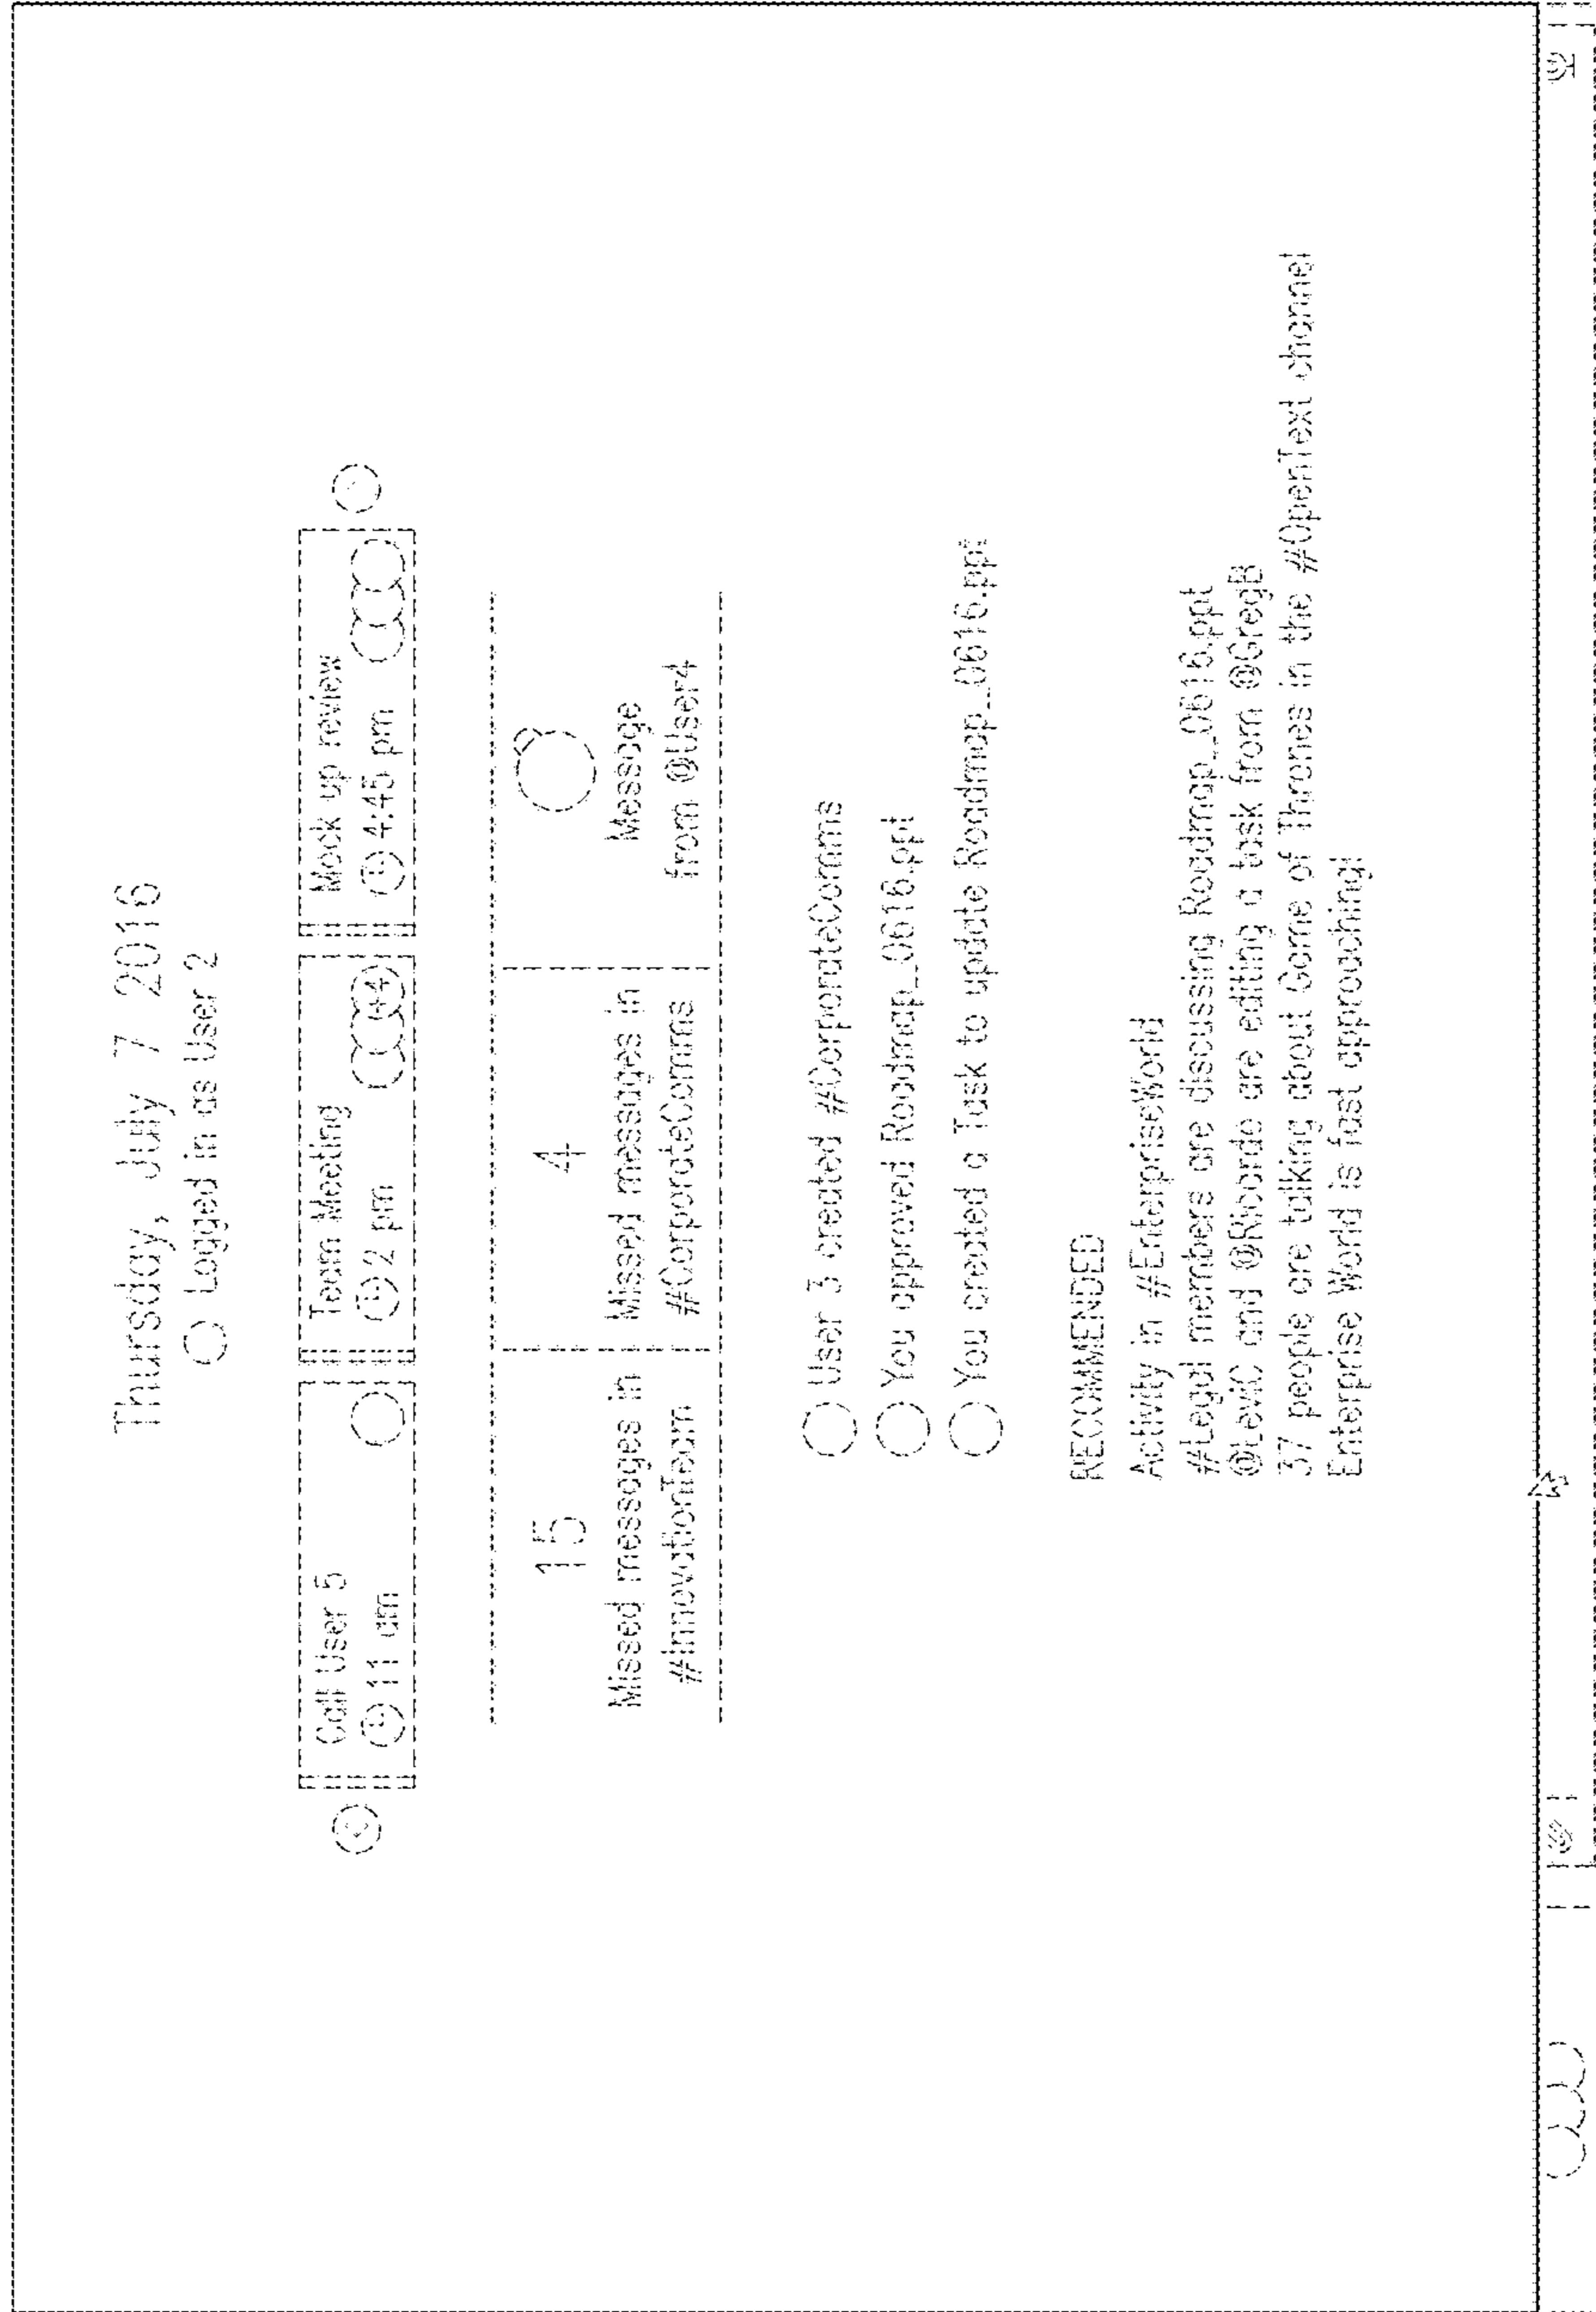 Thursday, July 7 2016
Logged in as User 2
Call User 5
11 am
Team Meeting
2 pm
+4
Mock up review
4:45 pm
15
Missed messages in
#InnovationTeam
4
Missed messages in
#CorporateComms
Message
from @User4
User 3 created #CorporateComms
You approved Roadmap_0616.ppt
You created a Task to update Roadmap_0616.ppt
RECOMMENDED
Activity in #EnterpriseWorld
#Legal members are discussing Roadmap_0616.ppt
@LeviC and @Ricardo are editing a task from @GregB
37 people are talking about Game of Thrones in the #OpenText channel
Enterprise World is fast approaching!